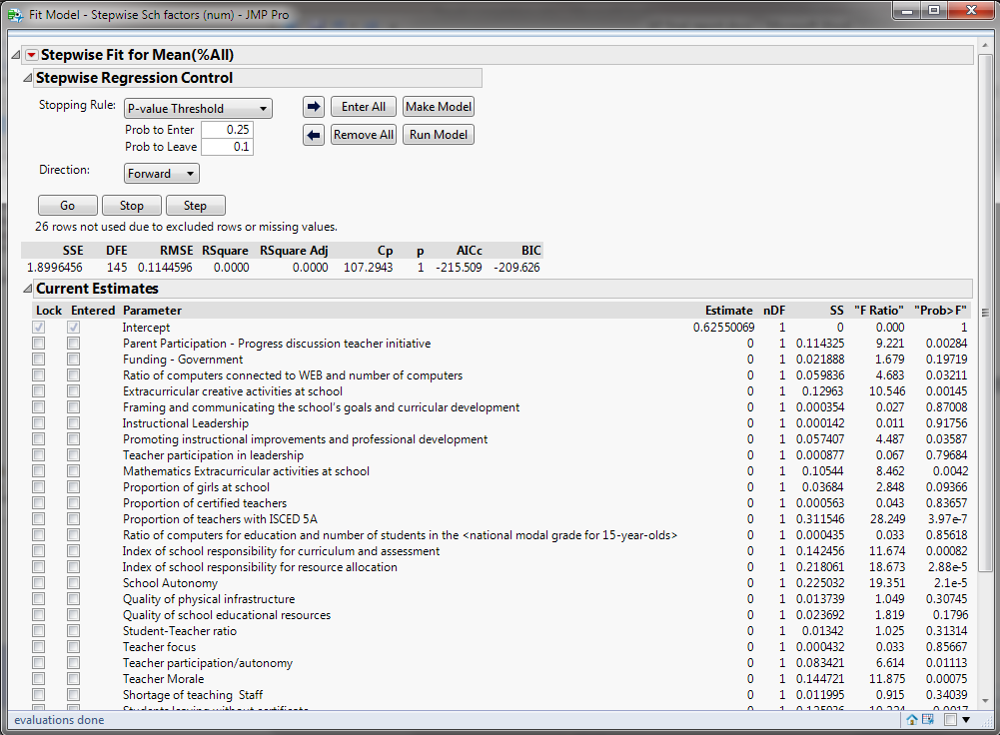 Fit Model - Stepwise Sch factors (num) - JMP Pro
Stepwise Fit for Mean(%All)
Stepwise Regression Control
Stopping Rule: P-value Threshold Enter All Make Model
Prob to Enter 0.25
Prob to Leave 0.1 Remove All Run Model
Direction: Forward
Go Stop Step
26 rows not used due to excluded rows or missing values.
SSE DFE RMSE RSquare RSquare Adj Cp p AICc BIC
1.8996456 145 0.1144596 0.0000 0.0000 107.2943 1 -215.509 -209.626
Current Estimates
Lock Entered Parameter Estimate nDF SS "F Ratio" "Prob>F"
Intercept 0.62550069 1 0 0.000 1
Parent Participation - Progress discussion teacher initiative 0 1 0.114325 9.221 0.00284
Funding - Government 0 1 0.021888 1.679 0.19719
Ratio of computers connected to WEB and number of computers 0 1 0.059836 4.683 0.03211
Extracurricular creative activities at school 0 1 0.12963 10.546 0.00145
Framing and communicating the school's goals and curricular development 0 1 0.000354 0.027 0.87008
Instructional Leadership 0 1 0.000142 0.011 0.91756
Promoting instructional improvements and professional development 0 1 0.057407 4.487 0.03587
Teacher participation in leadership 0 1 0.000877 0.067 0.79684
Mathematics Extracurricular activities at school 0 1 0.10544 8.462 0.0042
Proportion of girls at school 0 1 0.03684 2.848 0.09366
Proportion of certified teachers 0 1 0.000563 0.043 0.83657
Proportion of teachers with ISCED 5A 0 1 0.311546 28.249 3.97e-7
Ratio of computers for education and number of students in the <national modal grade for 15-year-olds> 0 1 0.000435 0.033 0.85618
Index of school responsibility for curriculum and assessment 0 1 0.142456 11.674 0.00082
Index of school responsibility for resource allocation 0 1 0.218061 18.673 2.88e-5
School Autonomy 0 1 0.225032 19.351 2.1e-5
Quality of physical infrastructure 0 1 0.013739 1.049 0.30745
Quality of school educational resources 0 1 0.023692 1.819 0.1796
Student-Teacher ratio 0 1 0.01342 1.025 0.31314
Teacher focus 0 1 0.000432 0.033 0.85667
Teacher participation/autonomy 0 1 0.083421 6.614 0.01113
Teacher Morale 0 1 0.144721 11.875 0.00075
Shortage of teaching Staff 0 1 0.011995 0.915 0.34039
Students leaving without certificate
evaluations done